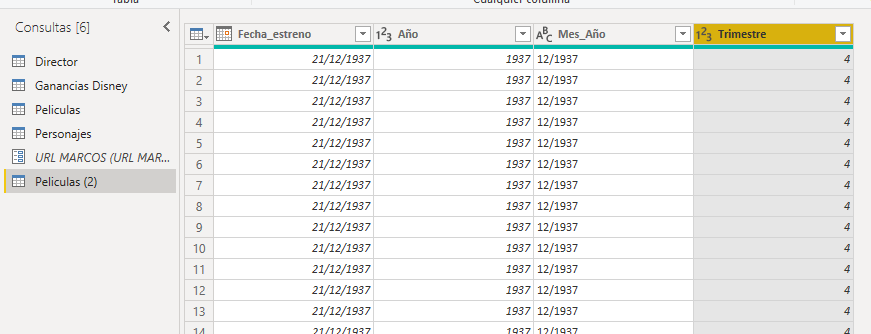 Tabla Cualquier columna
Consultas [6]
Director
Ganancias Disney
Peliculas
Personajes
URL MARCOS (URL MAR...
Peliculas (2)
Fecha_estreno 123 Año ABC Mes_Año 123 Trimestre
1 21/12/1937 1937 12/1937 4
2 21/12/1937 1937 12/1937 4
3 21/12/1937 1937 12/1937 4
4 21/12/1937 1937 12/1937 4
5 21/12/1937 1937 12/1937 4
6 21/12/1937 1937 12/1937 4
7 21/12/1937 1937 12/1937 4
8 21/12/1937 1937 12/1937 4
9 21/12/1937 1937 12/1937 4
10 21/12/1937 1937 12/1937 4
11 21/12/1937 1937 12/1937 4
12 21/12/1937 1937 12/1937 4
13 21/12/1937 1937 12/1937 4
14 21/12/1937 1937 12/1937 4